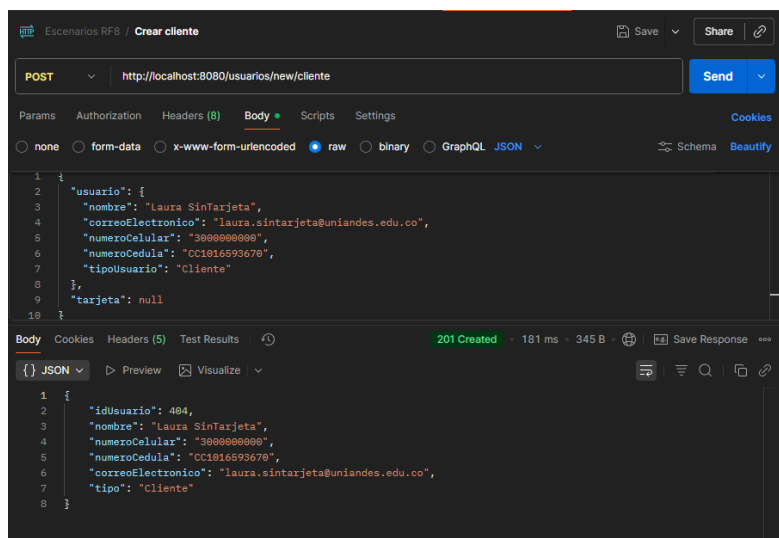 HTTP Escenarios RF8 / Crear cliente Save Share
POST http://localhost:8080/usuarios/new/cliente Send
Params Authorization Headers (8) Body Scripts Settings Cookies
none form-data x-www-form-urlencoded raw binary GraphQL JSON Schema Beautify
1 {
2 "usuario": {
3 "nombre": "Laura SinTarjeta",
4 "correoElectronico": "laura.sintarjeta@uniandes.edu.co",
5 "numeroCelular": "3000000000",
6 "numeroCedula": "CC1016593670",
7 "tipoUsuario": "Cliente"
8 },
9 "tarjeta": null
10 }
Body Cookies Headers (5) Test Results 201 Created 181 ms 345 B Save Response
{} JSON Preview Visualize
1 {
2 "idUsuario": 404,
3 "nombre": "Laura SinTarjeta",
4 "numeroCelular": "3000000000",
5 "numeroCedula": "CC1016593670",
6 "correoElectronico": "laura.sintarjeta@uniandes.edu.co",
7 "tipo": "Cliente"
8 }